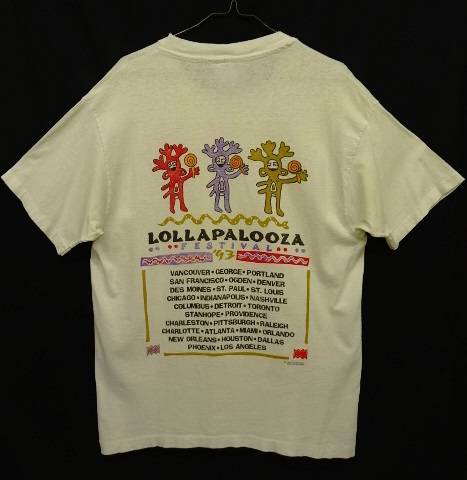 LOLLAPALOOZA
FESTIVAL
'93
VANCOUVER • GEORGE • PORTLAND
SAN FRANCISCO • OGDEN • DENVER
DES MOINES • ST. PAUL • ST. LOUIS
CHICAGO • INDIANAPOLIS • NASHVILLE
COLUMBUS • DETROIT • TORONTO
STANHOPE • PROVIDENCE
CHARLESTON • PITTSBURGH • RALEIGH
CHARLOTTE • ATLANTA • MIAMI • ORLANDO
NEW ORLEANS • HOUSTON • DALLAS
PHOENIX • LOS ANGELES